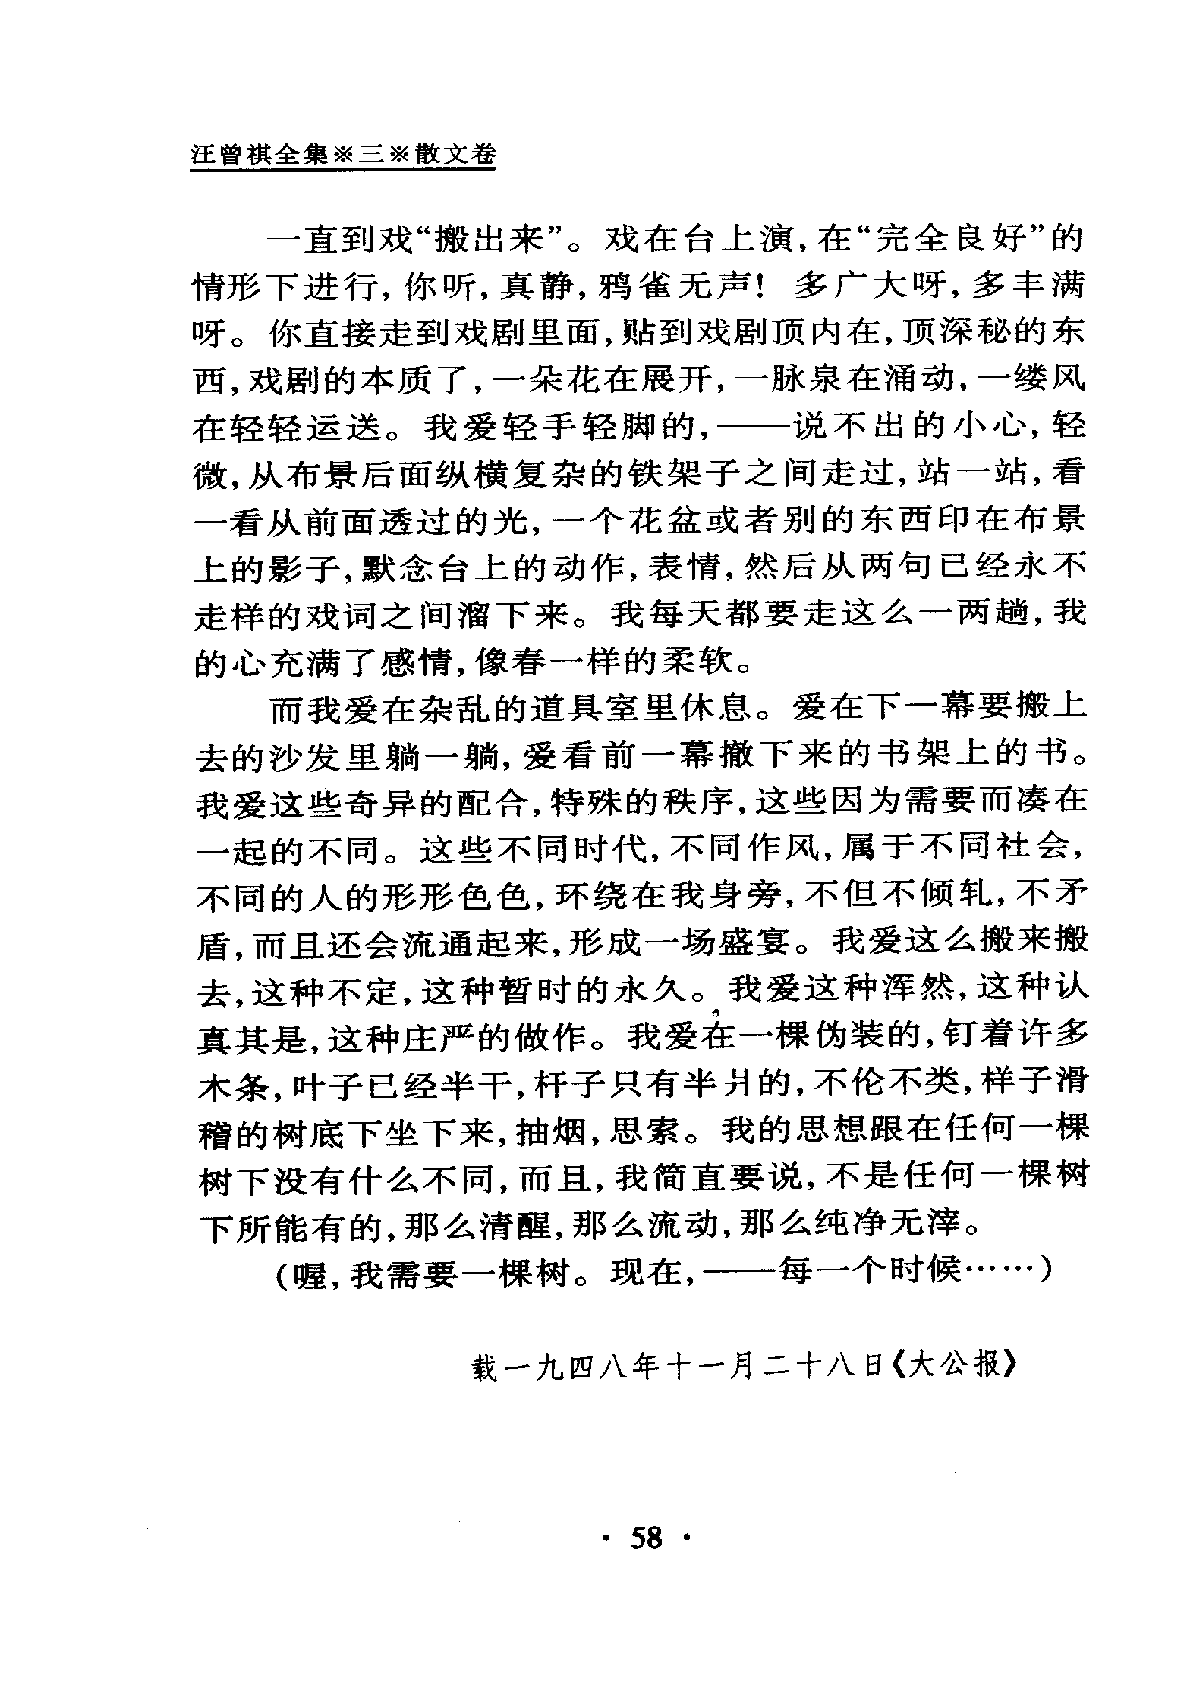 汪曾祺全集※三※散文卷
一直到戏“搬出来”。戏在台上演,在“完全良好”的
情形下进行,你听,真静,鸦雀无声! 多广大呀,多丰满
呀。你直接走到戏剧里面,贴到戏剧顶内在,顶深秘的东
西,戏剧的本质了,一朵花在展开,一脉泉在涌动,一缕风
在轻轻运送。我爱轻手轻脚的,——说不出的小心,轻
微,从布景后面纵横复杂的铁架子之间走过,站一站,看
一看从前面透过的光,一个花盆或者别的东西印在布景
上的影子,默念台上的动作,表情,然后从两句已经永不
走样的戏词之间溜下来。我每天都要走这么一两趟,我
的心充满了感情,像春一样的柔软。
而我爱在杂乱的道具室里休息。爱在下一幕要搬上
去的沙发里躺一躺,爱看前一幕撤下来的书架上的书。
我爱这些奇异的配合,特殊的秩序,这些因为需要而凑在
一起的不同。这些不同时代,不同作风,属于不同社会,
不同的人的形形色色,环绕在我身旁,不但不倾轧,不矛
盾,而且还会流通起来,形成一场盛宴。我爱这么搬来搬
去,这种不定,这种暂时的永久。我爱这种浑然,这种认
真其是,这种庄严的做作。我爱在一棵伪装的,钉着许多
木条,叶子已经半干,杆子只有半爿的,不伦不类,样子滑
稽的树底下坐下来,抽烟,思索。我的思想跟在任何一棵
树下没有什么不同,而且,我简直要说,不是任何一棵树
下所能有的,那么清醒,那么流动,那么纯净无滓。
(喔,我需要一棵树。现在,——每一个时候……)
载一九四八年十一月二十八日《大公报》
· 58 ·